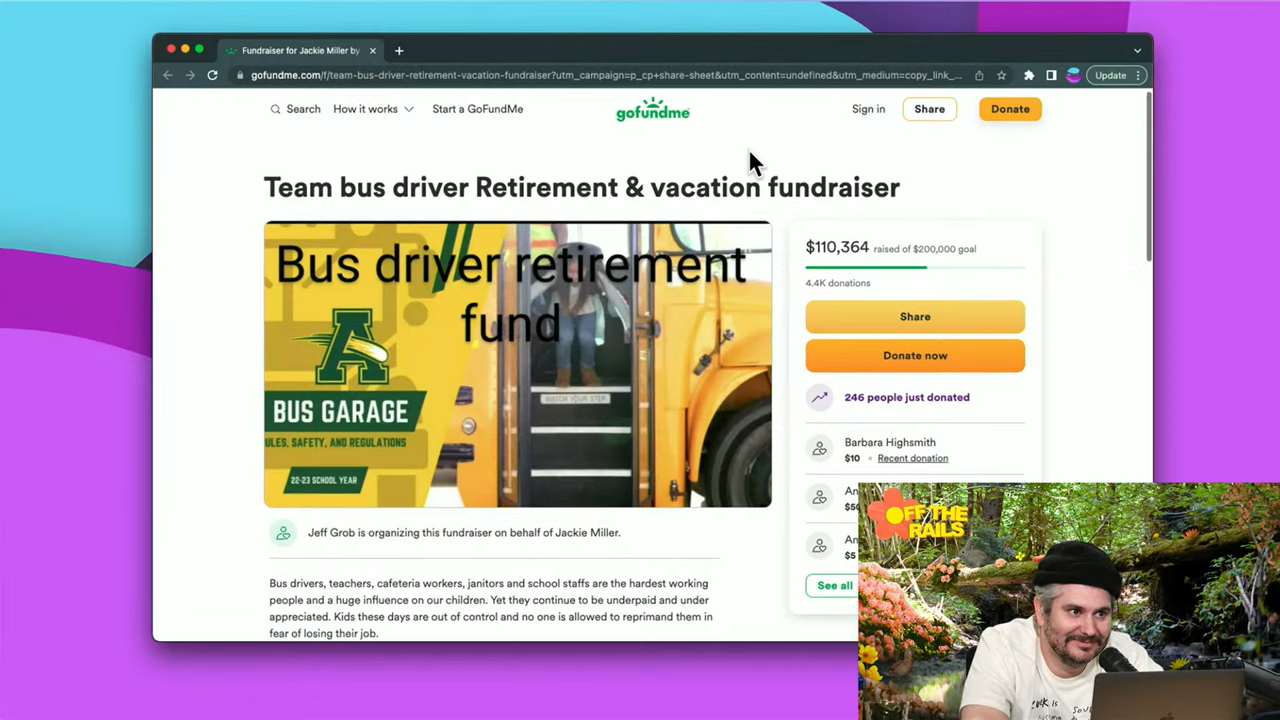 Fundraiser for Jackie Miller by
gofundme.com/f/team-bus-driver-retirement-vacation-fundraiser?utm_campaign=p_cp+share-sheet&utm_content=undefined&utm_medium=copy_link_...
Update
Search
How it works
Start a GoFundMe
gofundme
Sign in
Share
Donate
Team bus driver Retirement & vacation fundraiser
Bus driver retirement
fund
A
BUS GARAGE
RULES, SAFETY, AND REGULATIONS
22-23 SCHOOL YEAR
WATCH YOUR STEP
$110,364 raised of $200,000 goal
4.4K donations
Share
Donate now
246 people just donated
Barbara Highsmith
$10 • Recent donation
An
$50
An
$5
See all
Jeff Grob is organizing this fundraiser on behalf of Jackie Miller.
Bus drivers, teachers, cafeteria workers, janitors and school staffs are the hardest working
people and a huge influence on our children. Yet they continue to be underpaid and under
appreciated. Kids these days are out of control and no one is allowed to reprimand them in
fear of losing their job.
OFF THE
RAILS